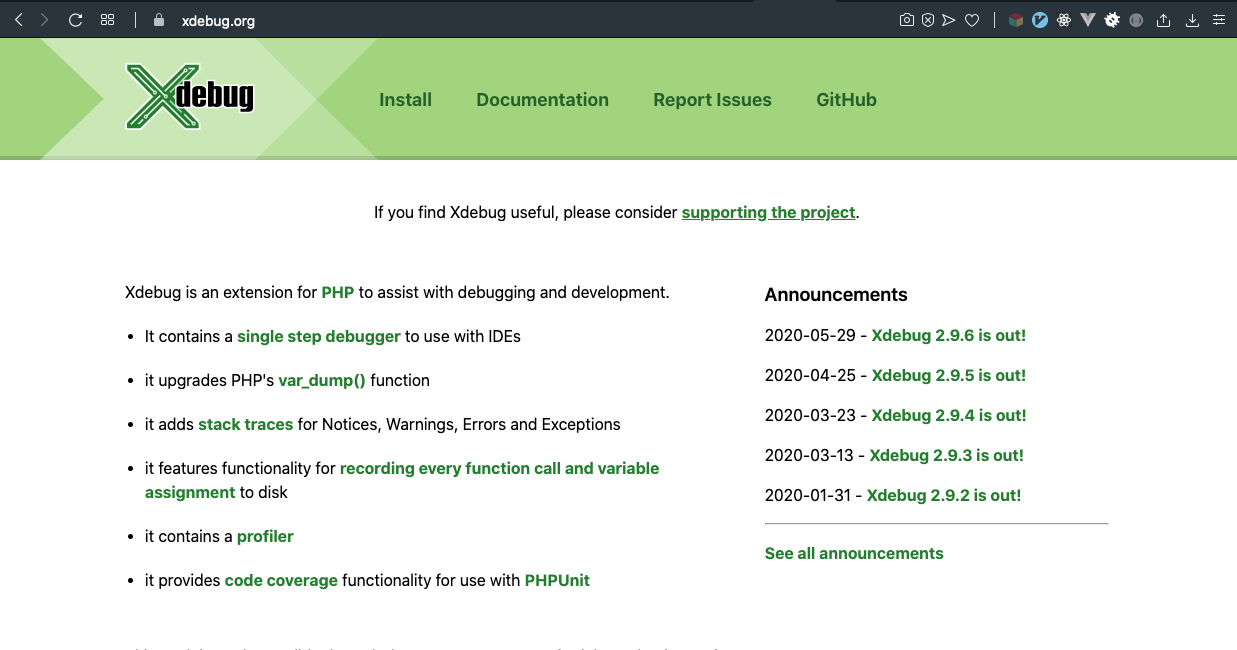 xdebug.org
Xdebug
Install Documentation Report Issues GitHub
If you find Xdebug useful, please consider supporting the project.
Xdebug is an extension for PHP to assist with debugging and development.
• It contains a single step debugger to use with IDEs
• it upgrades PHP's var_dump() function
• it adds stack traces for Notices, Warnings, Errors and Exceptions
• it features functionality for recording every function call and variable
assignment to disk
• it contains a profiler
• it provides code coverage functionality for use with PHPUnit
Announcements
2020-05-29 - Xdebug 2.9.6 is out!
2020-04-25 - Xdebug 2.9.5 is out!
2020-03-23 - Xdebug 2.9.4 is out!
2020-03-13 - Xdebug 2.9.3 is out!
2020-01-31 - Xdebug 2.9.2 is out!
See all announcements